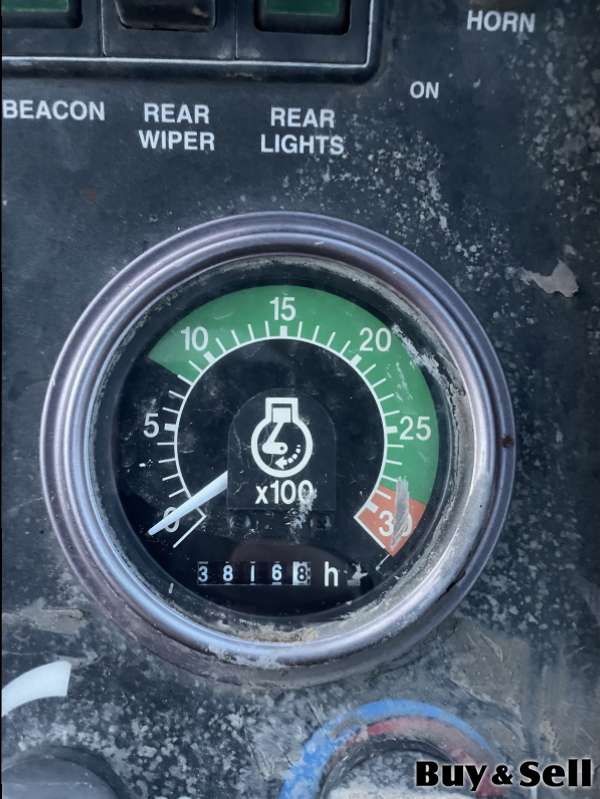 HORN
ON
BEACON
REAR
WIPER
REAR
LIGHTS
0
5
10
15
20
25
30
x100
38168 h
Buy & Sell